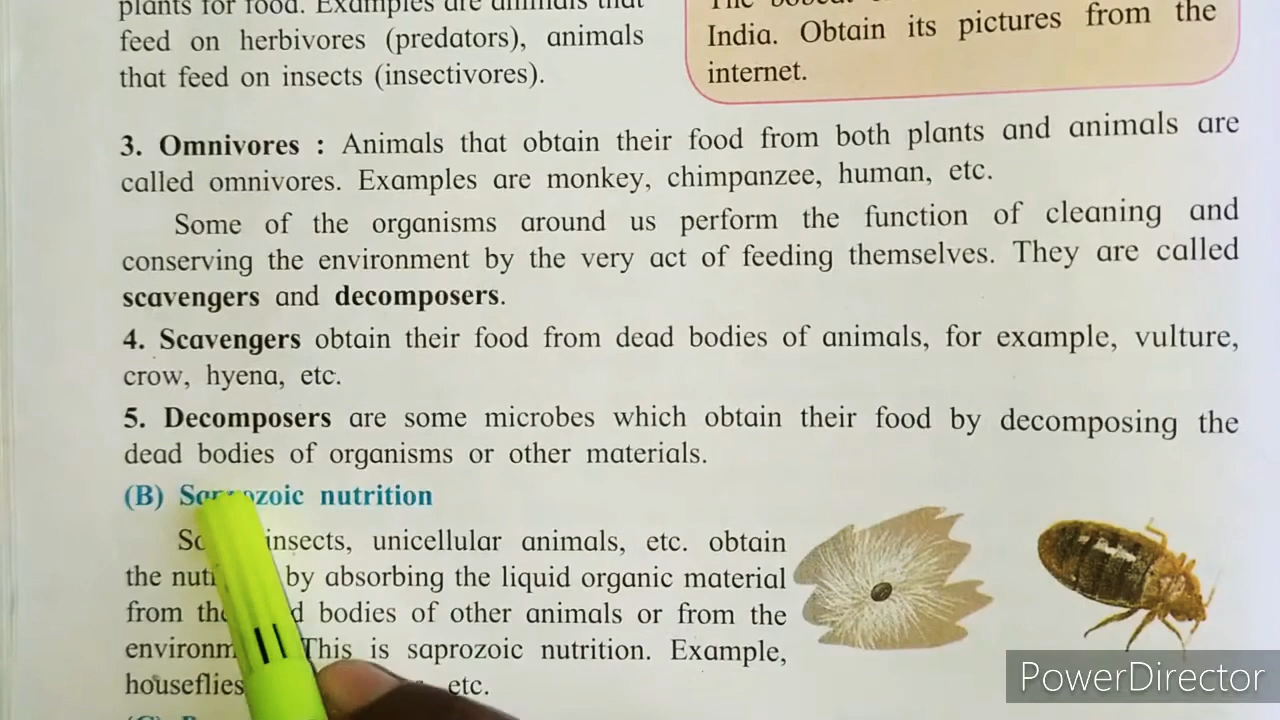 plants for food. Examples are animals that
feed on herbivores (predators), animals
that feed on insects (insectivores).
The bobcat
India. Obtain its pictures from the
internet.
3. Omnivores : Animals that obtain their food from both plants and animals are
called omnivores. Examples are monkey, chimpanzee, human, etc.
Some of the organisms around us perform the function of cleaning and
conserving the environment by the very act of feeding themselves. They are called
scavengers and decomposers.
4. Scavengers obtain their food from dead bodies of animals, for example, vulture,
crow, hyena, etc.
5. Decomposers are some microbes which obtain their food by decomposing the
dead bodies of organisms or other materials.
(B) Saprozoic nutrition
insects, unicellular animals, etc. obtain
the by absorbing the liquid organic material
from bodies of other animals or from the
This is saprozoic nutrition. Example,
houseflies etc.
PowerDirector